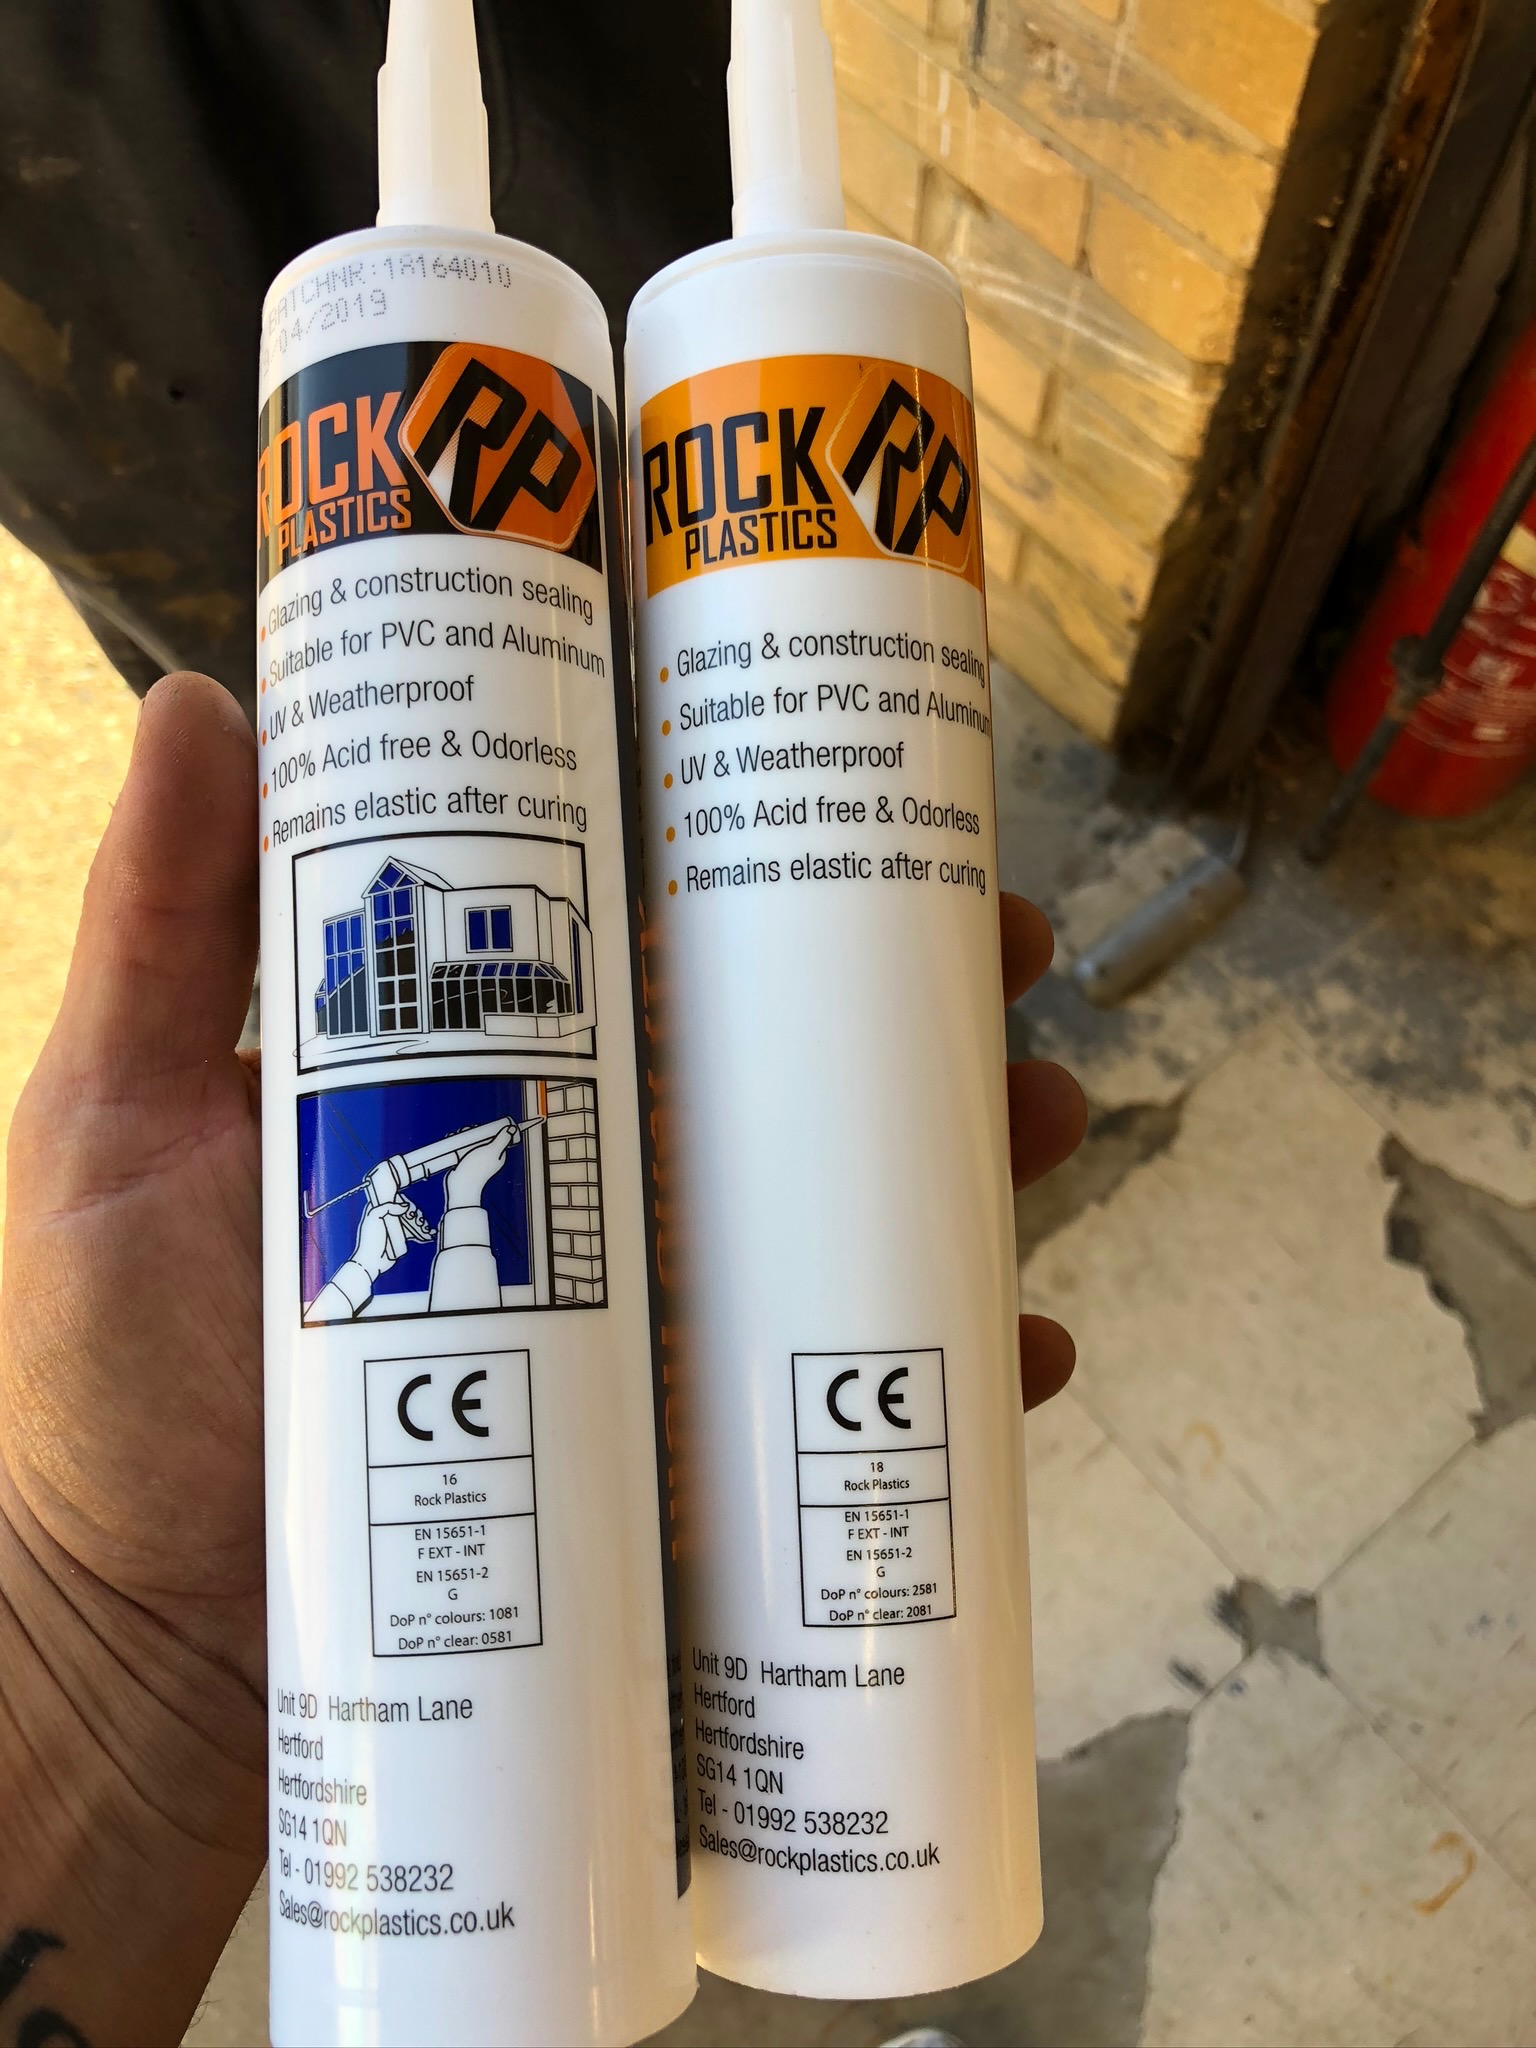 BATCHNR:18164010
/04/2019
ROCK
PLASTICS
RP
Glazing & construction sealing
Suitable for PVC and Aluminum
UV & Weatherproof
100% Acid free & Odorless
Remains elastic after curing
CE
16
Rock Plastics
EN 15651-1
F EXT - INT
EN 15651-2
G
DoP n° colours: 1081
DoP n° clear: 0581
Unit 9D Hartham Lane
Hertford
Hertfordshire
SG14 1QN
Tel - 01992 538232
Sales@rockplastics.co.uk
ROCK
PLASTICS
RP
Glazing & construction sealing
Suitable for PVC and Aluminum
UV & Weatherproof
100% Acid free & Odorless
Remains elastic after curing
CE
18
Rock Plastics
EN 15651-1
F EXT - INT
EN 15651-2
G
DoP n° colours: 2581
DoP n° clear: 2081
Unit 9D Hartham Lane
Hertford
Hertfordshire
SG14 1QN
Tel - 01992 538232
Sales@rockplastics.co.uk